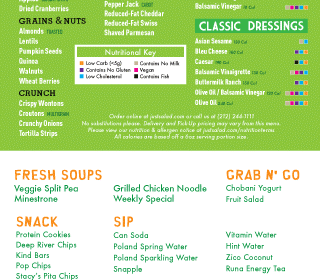 Dried Cranberries
GRAINS & NUTS
Almonds TOASTED
Lentils
Pumpkin Seeds
Quinoa
Walnuts
Wheat Berries
CRUNCH
Crispy Wontons
Croutons MULTIGRAIN
Crunchy Onions
Tortilla Strips
Pepper Jack CABOT
Reduced-Fat Cheddar
Reduced-Fat Swiss
Shaved Parmesan
Nutritional Key
Low Carb (<5g)
Contains No Gluten
Low Cholesterol
Contains No Milk
Vegan
Contains Fish
Balsamic Vinegar 10 Cal
CLASSIC DRESSINGS
Asian Sesame
Bleu Cheese
Caesar
Balsamic Vinaigrette
Buttermilk Ranch
Olive Oil / Balsamic Vinegar
Olive Oil
Order online at justsalad.com or call us at (212) 244-1111
No substitutions please. Delivery and Pick-Up pricing may vary from this menu.
Please view our nutrition & allergen notice at justsalad.com/nutritionterms
All calories are based off a 6oz serving portion size.
FRESH SOUPS
Veggie Split Pea
Minestrone
Grilled Chicken Noodle
Weekly Special
GRAB N' GO
Chobani Yogurt
Fruit Salad
SNACK
Protein Cookies
Deep River Chips
Kind Bars
Pop Chips
Stacy's Pita Chips
SIP
Can Soda
Poland Spring Water
Poland Sparkling Water
Snapple
Vitamin Water
Hint Water
Zico Coconut
Runa Energy Tea